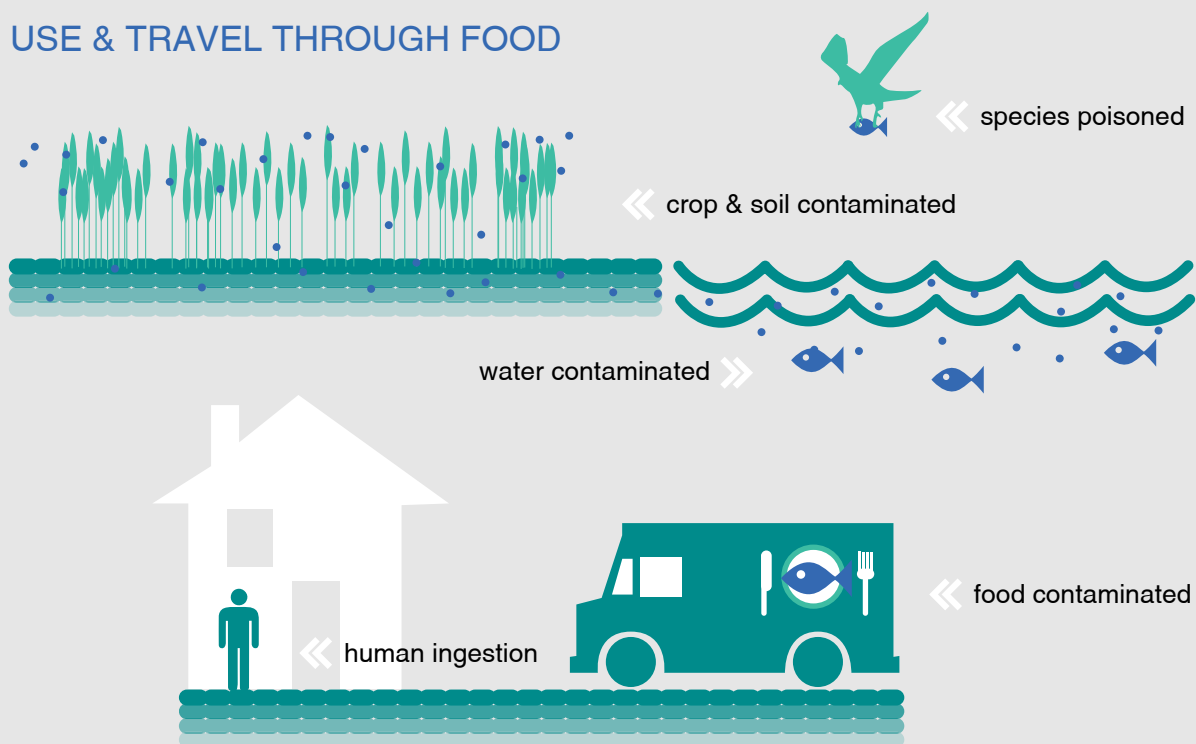 USE & TRAVEL THROUGH FOOD
species poisoned
crop & soil contaminated
water contaminated
food contaminated
human ingestion